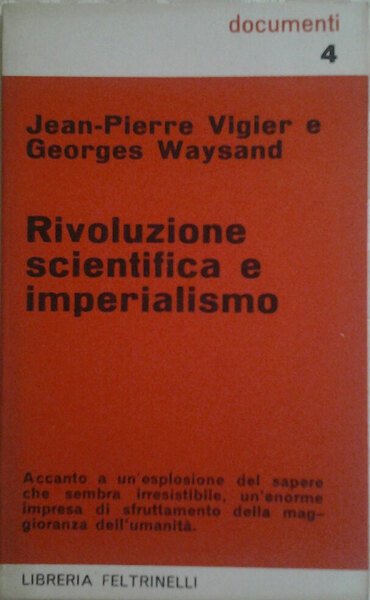 documenti
4
Jean-Pierre Vigier e
Georges Waysand
Rivoluzione
scientifica e
imperialismo
Accanto a un'esplosione del sapere
che sembra irresistibile, un'enorme
impresa di sfruttamento della mag-
gioranza dell'umanità.
LIBRERIA FELTRINELLI